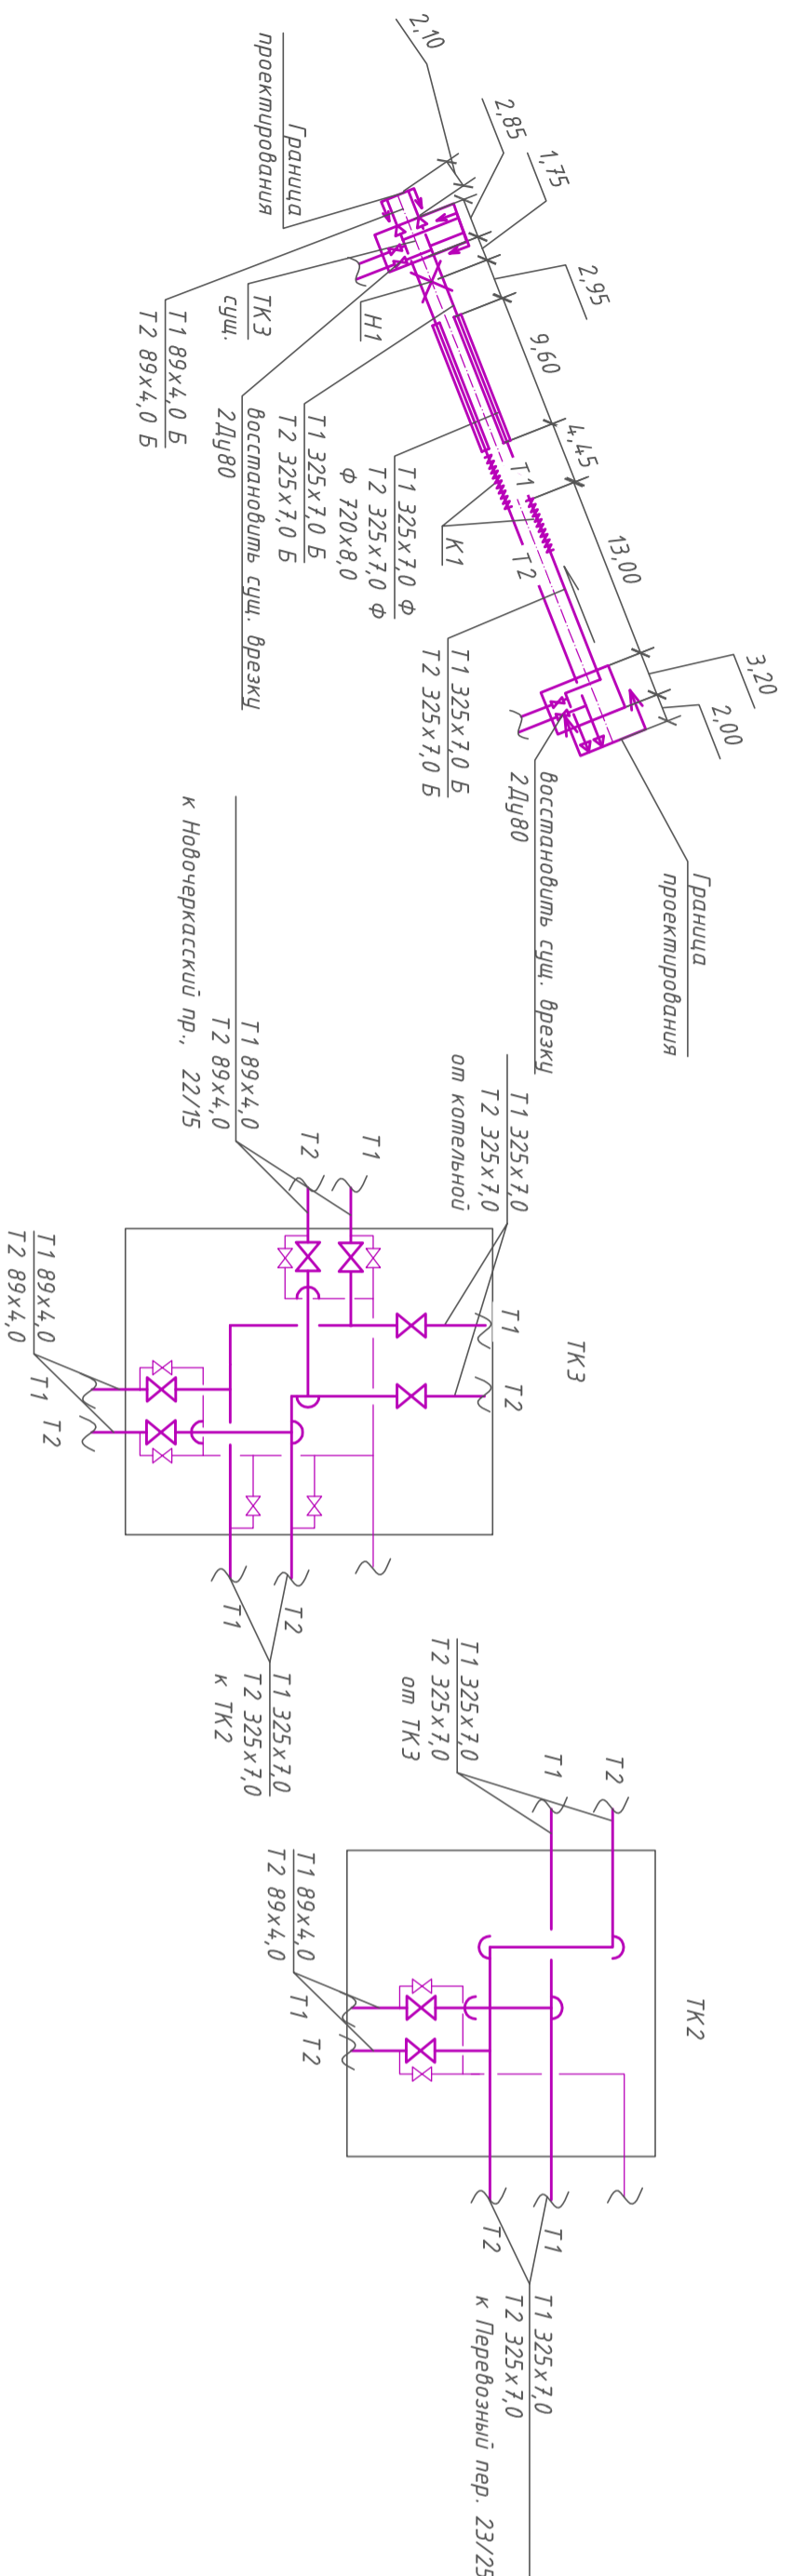 2,10
2,85
1,75
2,95
9,60
4,45
13,00
3,20
2,00
Граница
проектирования
ТК3
сущ.
Н1
Т1 89х4,0 Б
Т2 89х4,0 Б
восстановить сущ. врезку
2Ду80
Т1 325х7,0 Б
Т2 325х7,0 Б
Т1 325х7,0 Ф
Т2 325х7,0 Ф
Ф 720х8,0
К1
Т1
Т2
Т1 325х7,0 Б
Т2 325х7,0 Б
восстановить сущ. врезку
2Ду80
Граница
проектирования
ТК3
Т1 325х7,0
Т2 325х7,0
от котельной
Т1
Т2
Т1 89х4,0
Т2 89х4,0
к Новочеркасский пр., 22/15
Т1
Т2
Т1 89х4,0
Т2 89х4,0
Т1
Т2
Т2
Т1
Т1 325х7,0
Т2 325х7,0
к ТК2
ТК2
Т1 325х7,0
Т2 325х7,0
от ТК3
Т2
Т1
Т1 89х4,0
Т2 89х4,0
Т1
Т2
Т1
Т2
Т1 325х7,0
Т2 325х7,0
к Перевозный пер. 23/25